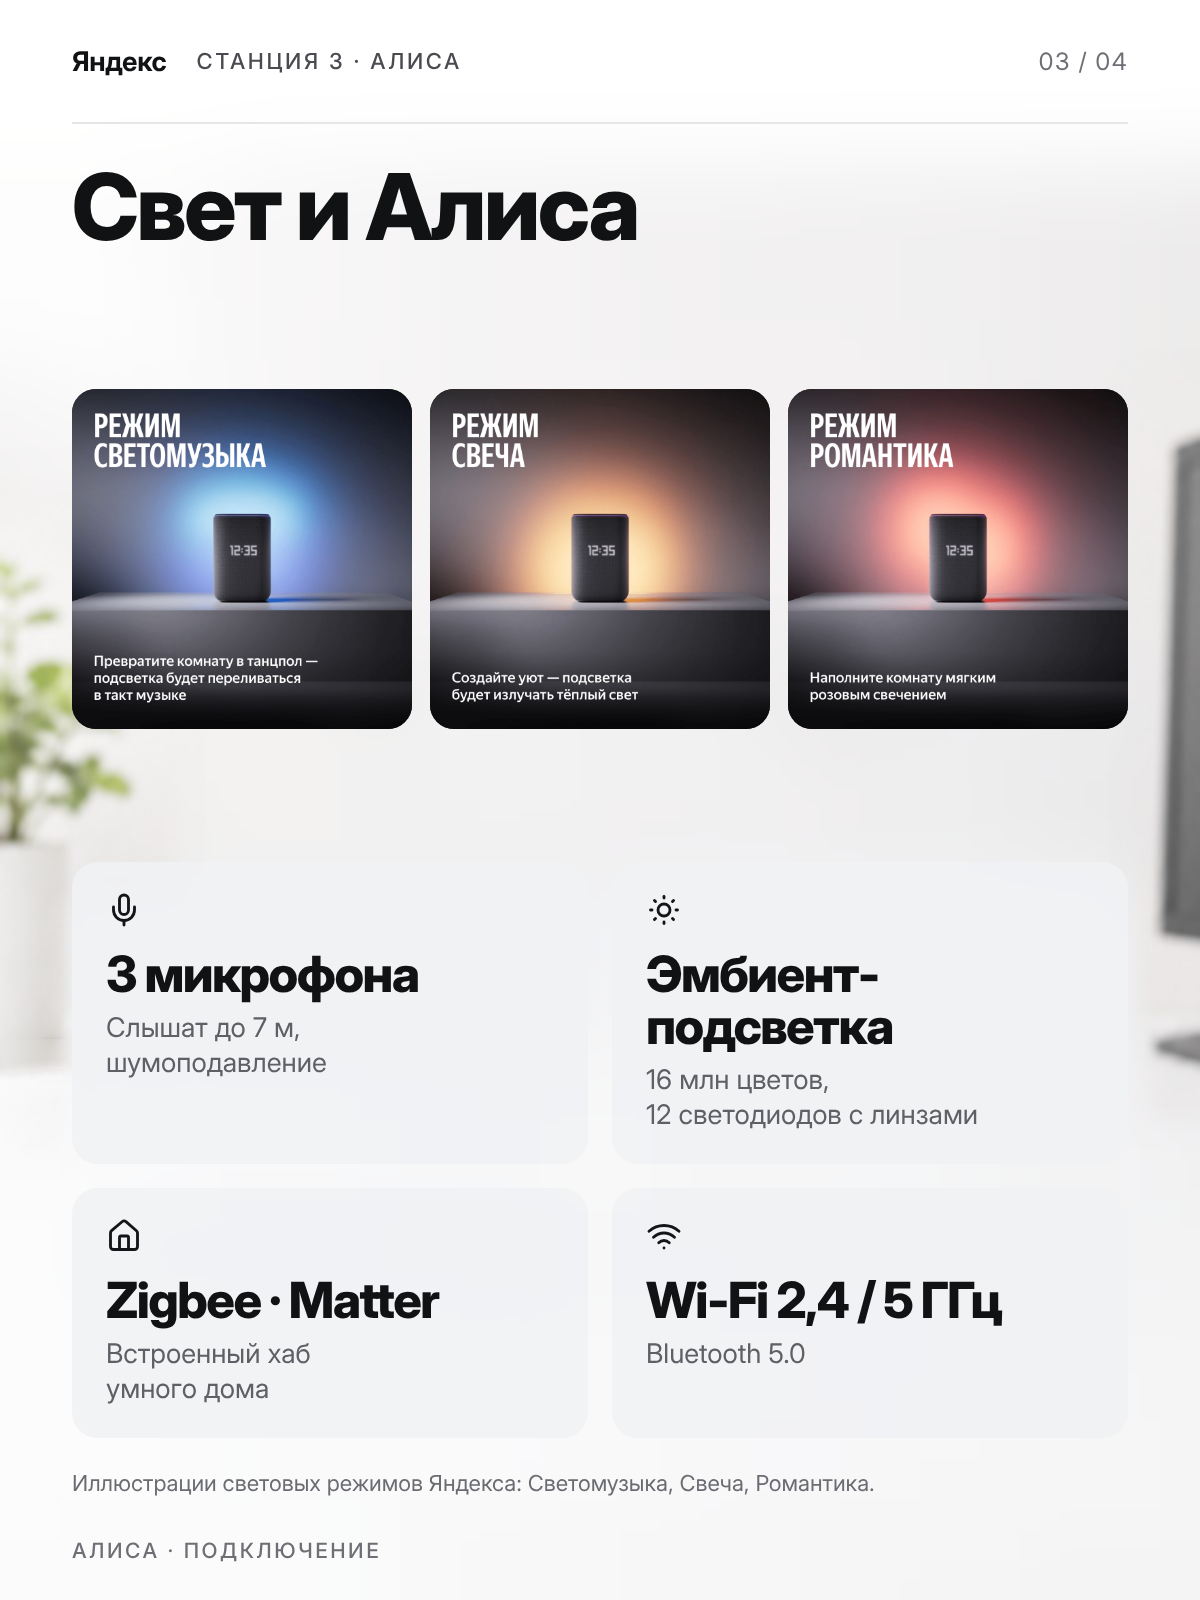 Яндекс СТАНЦИЯ 3 · АЛИСА 03 / 04
Свет и Алиса
РЕЖИМ
СВЕТОМУЗЫКА
12:35
Превратите комнату в танцпол —
подсветка будет переливаться
в такт музыке
РЕЖИМ
СВЕЧА
12:35
Создайте уют — подсветка
будет излучать тёплый свет
РЕЖИМ
РОМАНТИКА
12:35
Наполните комнату мягким
розовым свечением
3 микрофона
Слышат до 7 м,
шумоподавление
Эмбиент-
подсветка
16 млн цветов,
12 светодиодов с линзами
Zigbee · Matter
Встроенный хаб
умного дома
Wi-Fi 2,4 / 5 ГГц
Bluetooth 5.0
Иллюстрации световых режимов Яндекса: Светомузыка, Свеча, Романтика.
АЛИСА · ПОДКЛЮЧЕНИЕ